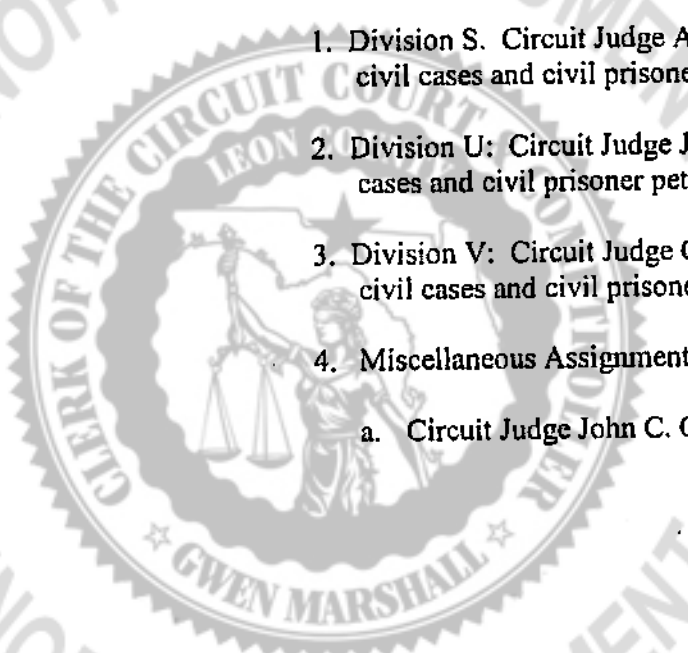 1. Division S. Circuit Judge A
civil cases and civil prisone
2. Division U: Circuit Judge J
cases and civil prisoner pet
3. Division V: Circuit Judge C
civil cases and civil prisone
4. Miscellaneous Assignment
a. Circuit Judge John C. C
CLERK OF THE CIRCUIT COURT
LEON
GWEN MARSHALL